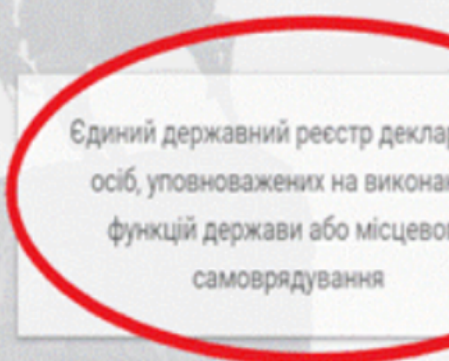 Єдиний державний реєстр деклар
осіб, уповноважених на викона
функцій держави або місцево
самоврядування